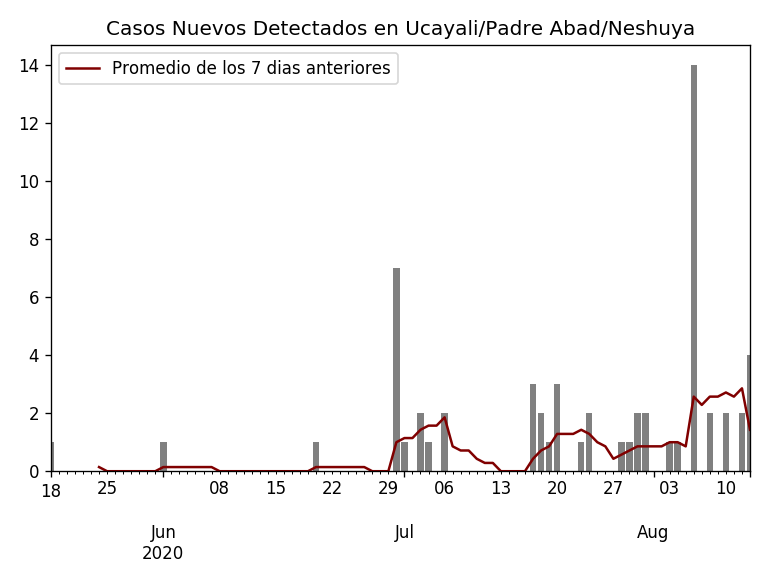 Casos Nuevos Detectados en Ucayali/Padre Abad/Neshuya
Promedio de los 7 dias anteriores
14
12
10
8
6
4
2
0
18 25 08 15 22 29 06 13 20 27 03 10
Jun Jul Aug
2020